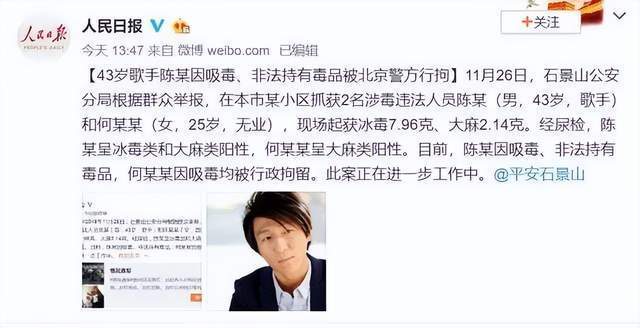 人民日报
人民日报
PEOPLE'S DAILY
+关注
今天 13:47 来自 微博 weibo.com 已编辑
【43岁歌手陈某因吸毒、非法持有毒品被北京警方行拘】11月26日，石景山公安
分局根据群众举报，在本市某小区抓获2名涉毒违法人员陈某（男，43岁，歌手）
和何某某（女，25岁，无业），现场起获冰毒7.96克、大麻2.14克。经尿检，陈
某呈冰毒类和大麻类阳性，何某某呈大麻类阳性。目前，陈某因吸毒、非法持有
毒品，何某某因吸毒均被行政拘留。此案正在进一步工作中。@平安石景山